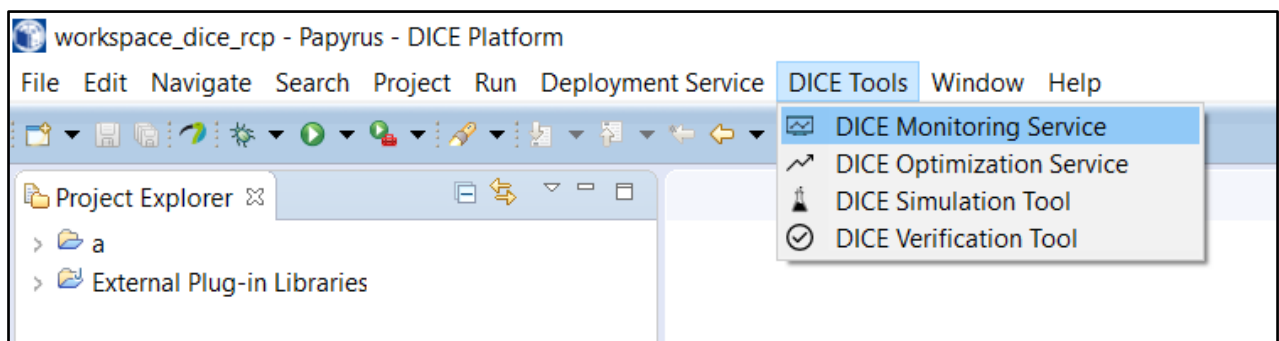 workspace_dice_rcp - Papyrus - DICE Platform
File Edit Navigate Search Project Run Deployment Service DICE Tools Window Help
DICE Monitoring Service
DICE Optimization Service
DICE Simulation Tool
DICE Verification Tool
Project Explorer
a
External Plug-in Libraries